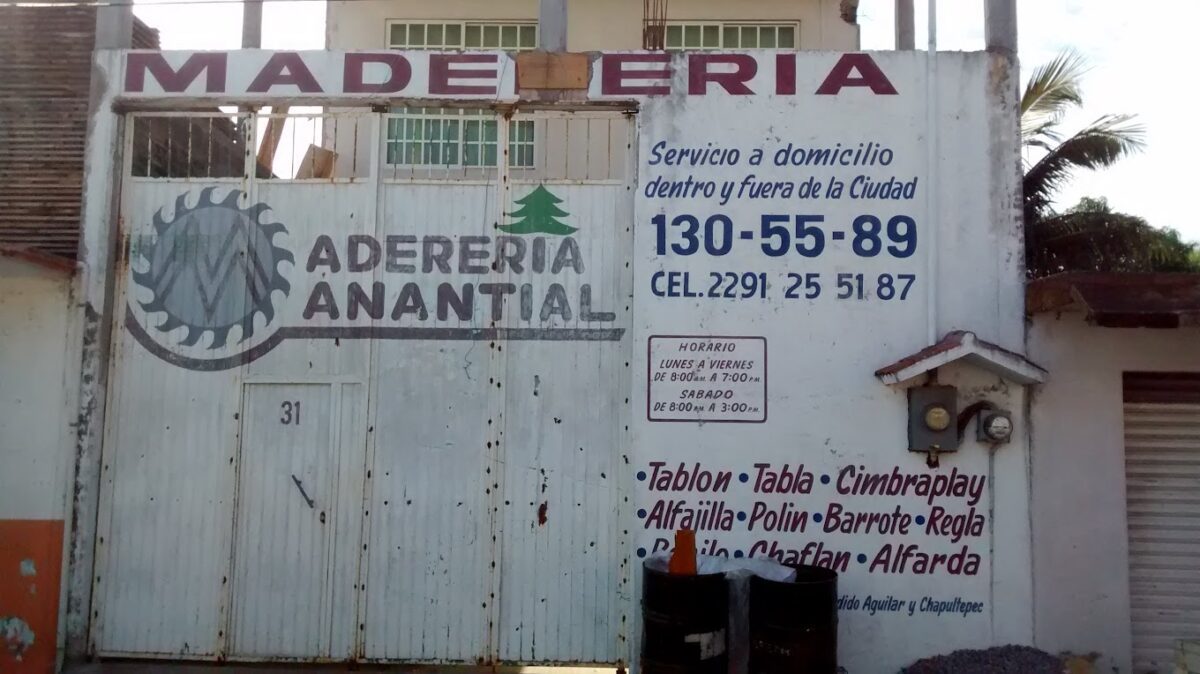 MADERERIA
MADERERIA
MANANTIAL
31
Servicio a domicilio
dentro y fuera de la Ciudad
130-55-89
CEL. 2291 25 51 87
HORARIO
LUNES A VIERNES
DE 8:00 A.M. A 7:00 P.M.
SABADO
DE 8:00 A.M. A 3:00 P.M.
•Tablon •Tabla •Cimbraplay
•Alfajilla •Polin •Barrote •Regla
• Chaflan •Alfarda
Aguilar y Chapultepec